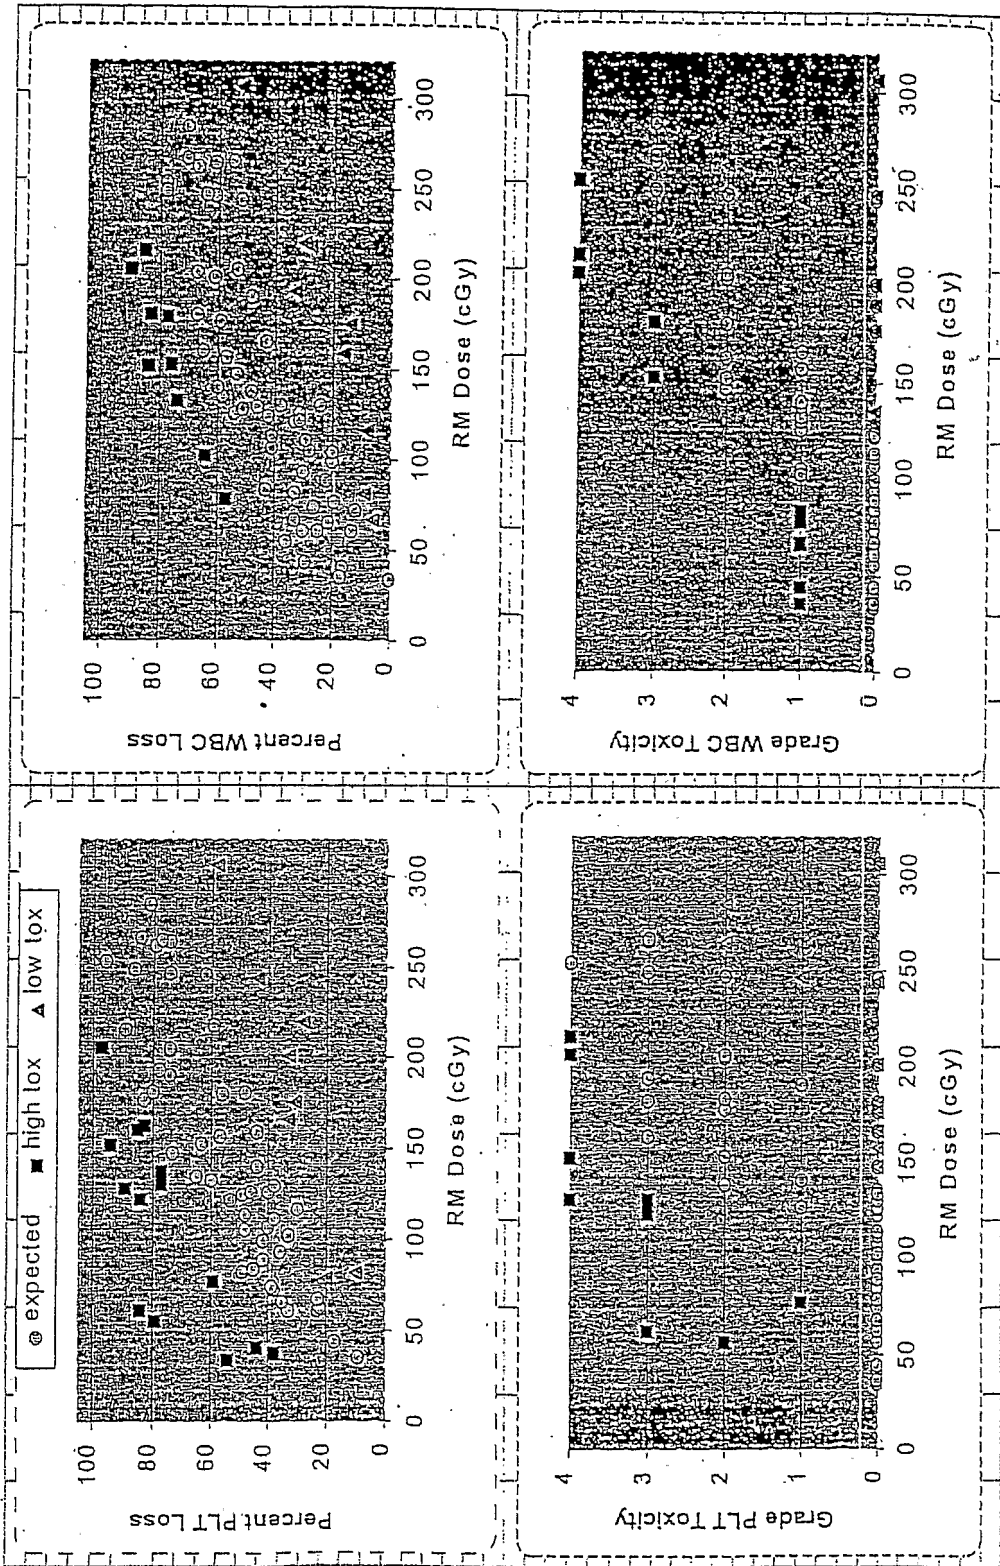 expected high tox low tox
Percent PLT Loss
100
80
60
40
20
0
0 50 100 150 200 250 300
RM Dose (cGy)
Percent WBC Loss
100
80
60
40
20
0
0 50 100 150 200 250 300
RM Dose (cGy)
Grade PLT Toxicity
4
3
2
1
0
0 50 100 150 200 250 300
RM Dose (cGy)
Grade WBC Toxicity
4
3
2
1
0
0 50 100 150 200 250 300
RM Dose (cGy)